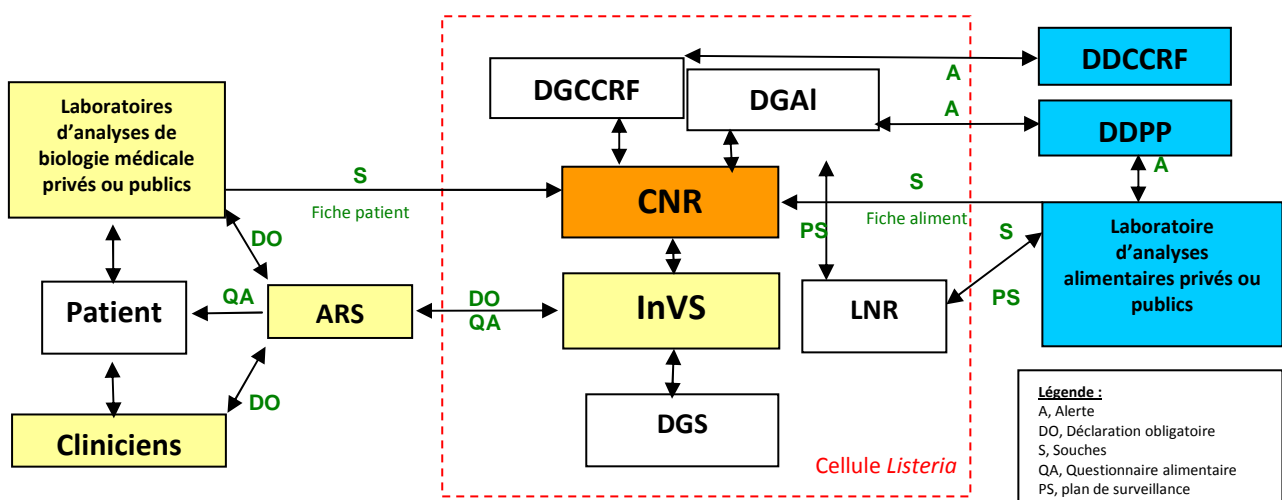 DDCCRF
A
DGCCRF
DGAl
A
DDPP
A
Laboratoires
d'analyses de
biologie médicale
privés ou publics
S
Fiche patient
CNR
S
Fiche aliment
PS
S
PS
Laboratoire
d'analyses
alimentaires privés ou
publics
DO
QA
Patient
ARS
DO
QA
InVS
LNR
DO
Cliniciens
DGS
Cellule Listeria
Légende :
A, Alerte
DO, Déclaration obligatoire
S, Souches
QA, Questionnaire alimentaire
PS, plan de surveillance